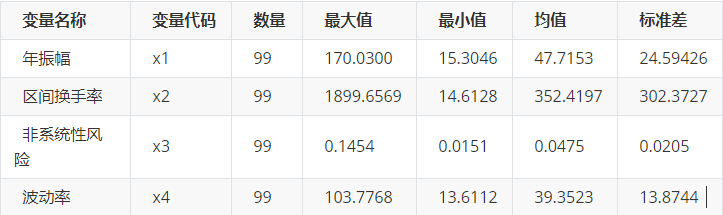 变量名称 变量代码 数量 最大值 最小值 均值 标准差
年振幅 x1 99 170.0300 15.3046 47.7153 24.59426
区间换手率 x2 99 1899.6569 14.6128 352.4197 302.3727
非系统性风险 x3 99 0.1454 0.0151 0.0475 0.0205
波动率 x4 99 103.7768 13.6112 39.3523 13.8744